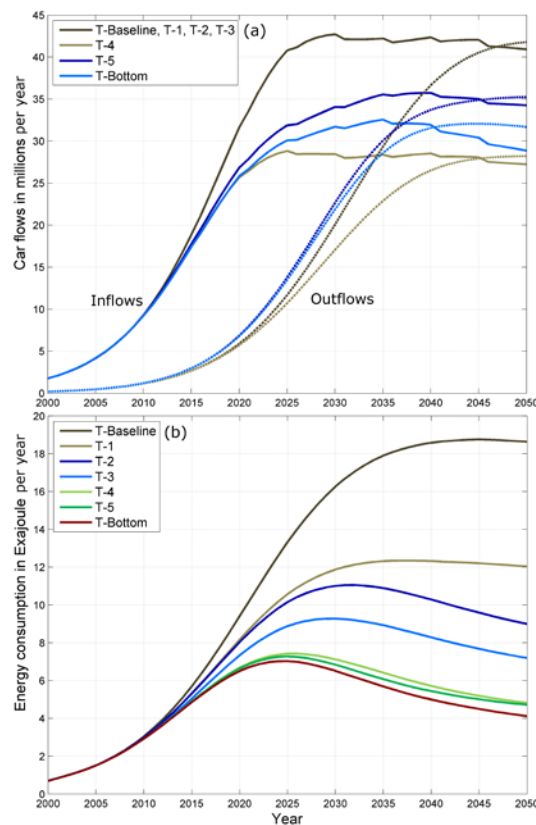 45
40
35
30
25
20
15
10
5
0
Car flows in millions per year
T-Baseline, T-1, T-2, T-3
(a)
T-4
T-5
T-Bottom
Inflows
Outflows
2000 2005 2010 2015 2020 2025 2030 2035 2040 2045 2050
20
18
16
14
12
10
8
6
4
2
0
Energy consumption in Exajoule per year
T-Baseline
(b)
T-1
T-2
T-3
T-4
T-5
T-Bottom
2000 2005 2010 2015 2020 2025 2030 2035 2040 2045 2050
Year